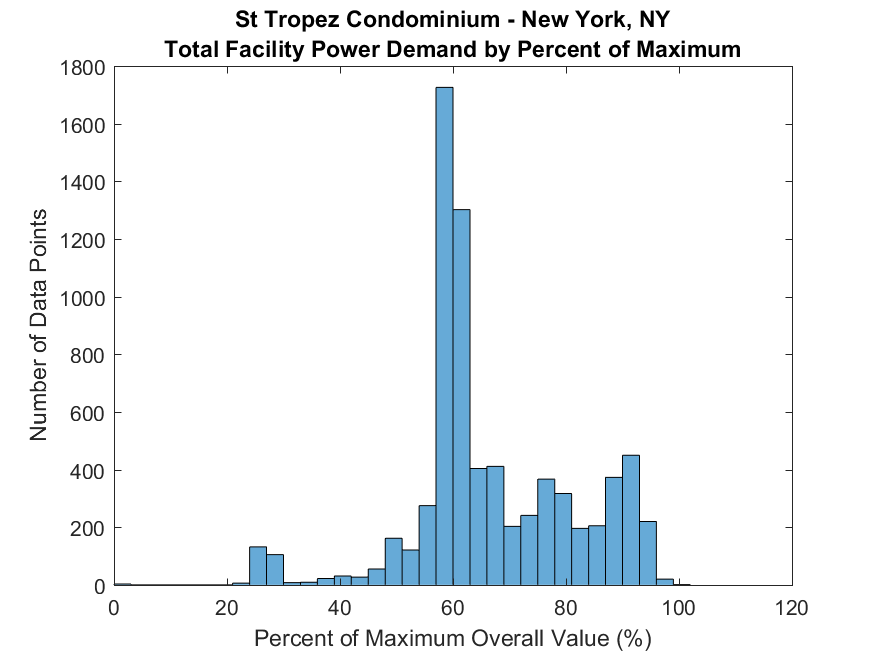 St Tropez Condominium - New York, NY
Total Facility Power Demand by Percent of Maximum
1800
1600
1400
1200
1000
800
600
400
200
0
Number of Data Points
0 20 40 60 80 100 120
Percent of Maximum Overall Value (%)